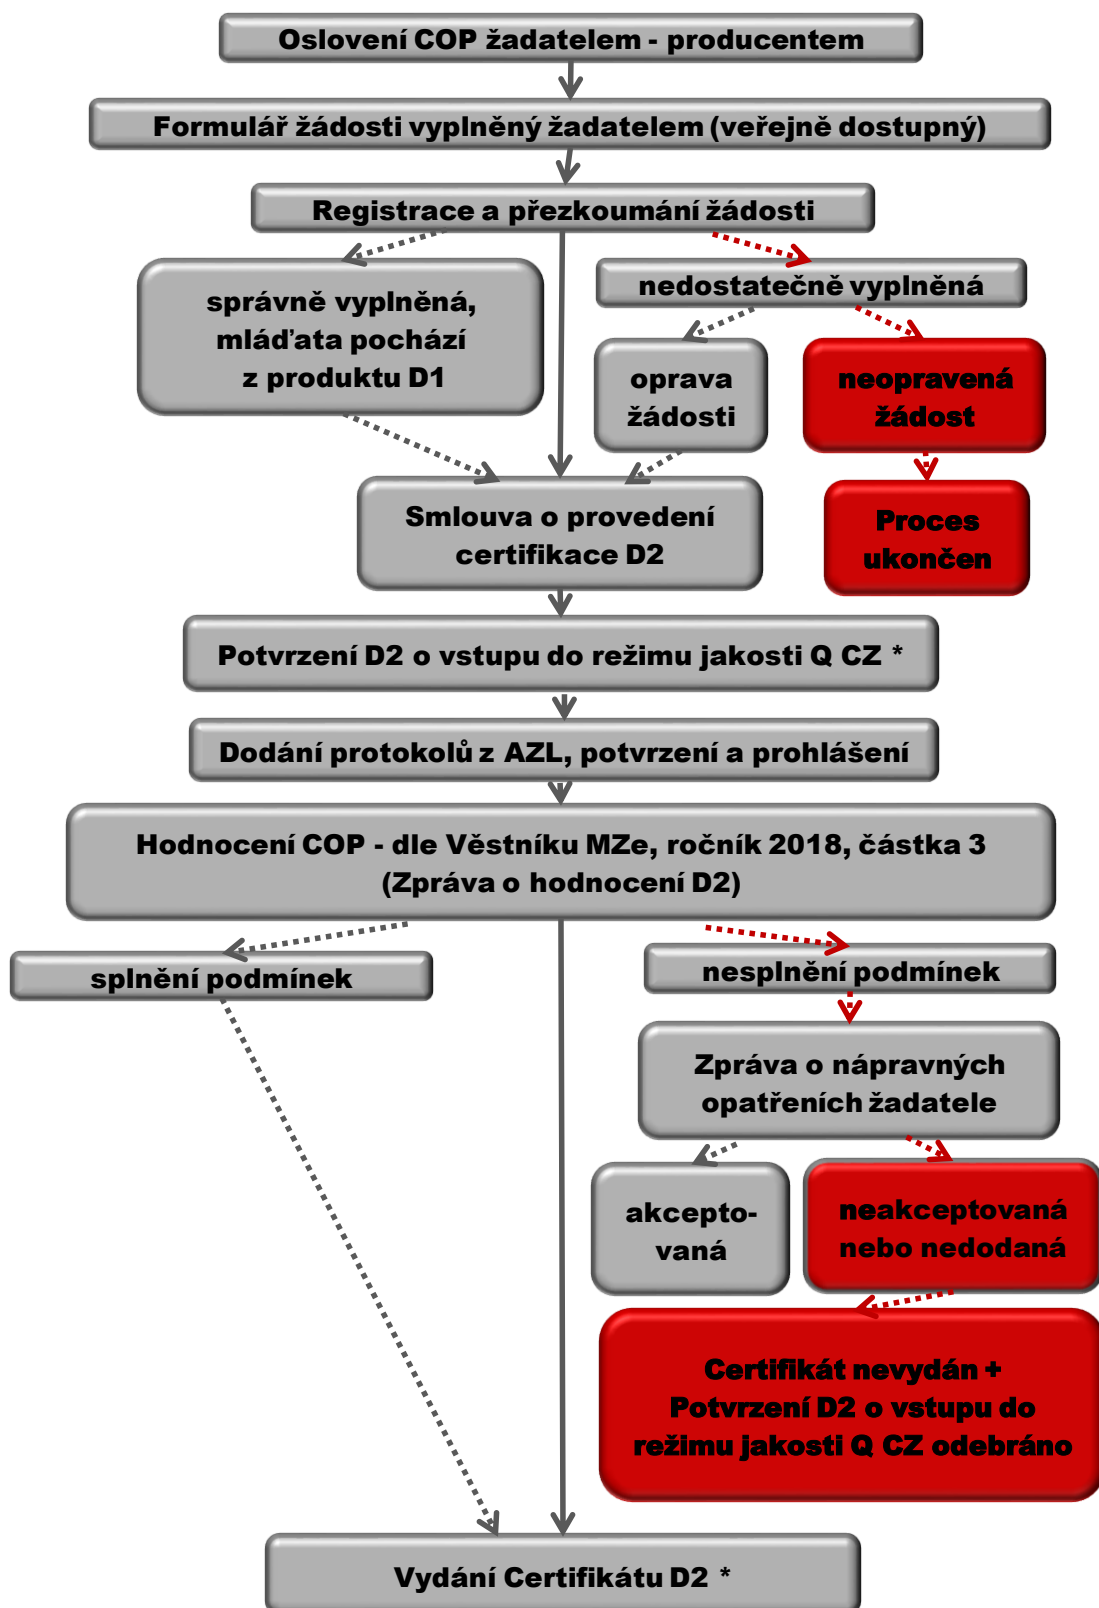 Oslovení COP žadatelem - producentem
Formulář žádosti vyplněný žadatelem (veřejně dostupný)
Registrace a přezkoumání žádosti
správně vyplněná,
mláďata pochází
z produktu D1
nedostatečně vyplněná
oprava
žádosti
neopravená
žádost
Smlouva o provedení
certifikace D2
Proces
ukončen
Potvrzení D2 o vstupu do režimu jakosti Q CZ *
Dodání protokolů z AZL, potvrzení a prohlášení
Hodnocení COP - dle Věstníku MZe, ročník 2018, částka 3
(Zpráva o hodnocení D2)
splnění podmínek
nesplnění podmínek
Zpráva o nápravných
opatřeních žadatele
akcepto-
vaná
neakceptovaná
nebo nedodaná
Certifikát nevydán +
Potvrzení D2 o vstupu do
režimu jakosti Q CZ odebráno
Vydání Certifikátu D2 *